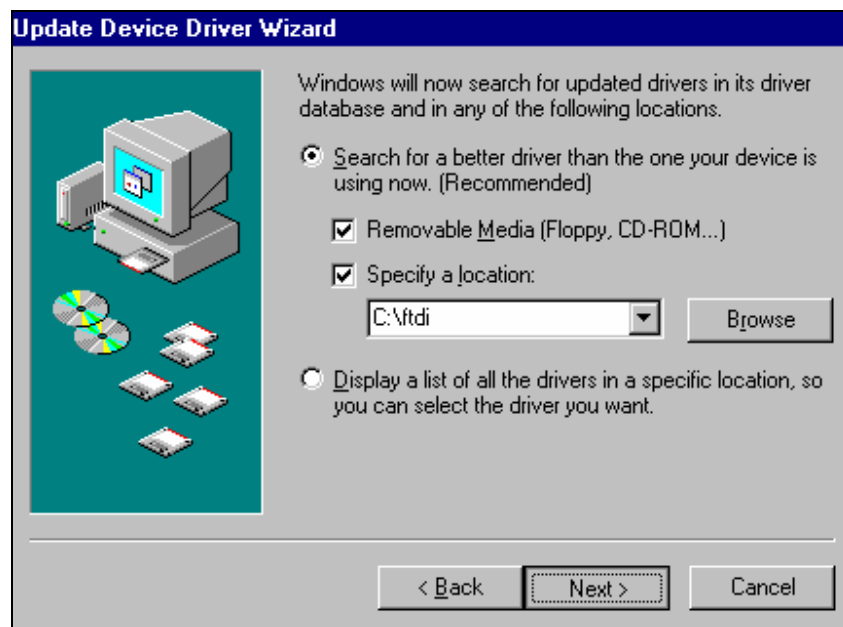 Update Device Driver Wizard
Windows will now search for updated drivers in its driver
database and in any of the following locations.
Search for a better driver than the one your device is
using now. (Recommended)
Removable Media (Floppy, CD-ROM...)
Specify a location:
C:\ftdi
Browse
Display a list of all the drivers in a specific location, so
you can select the driver you want.
< Back
Next >
Cancel